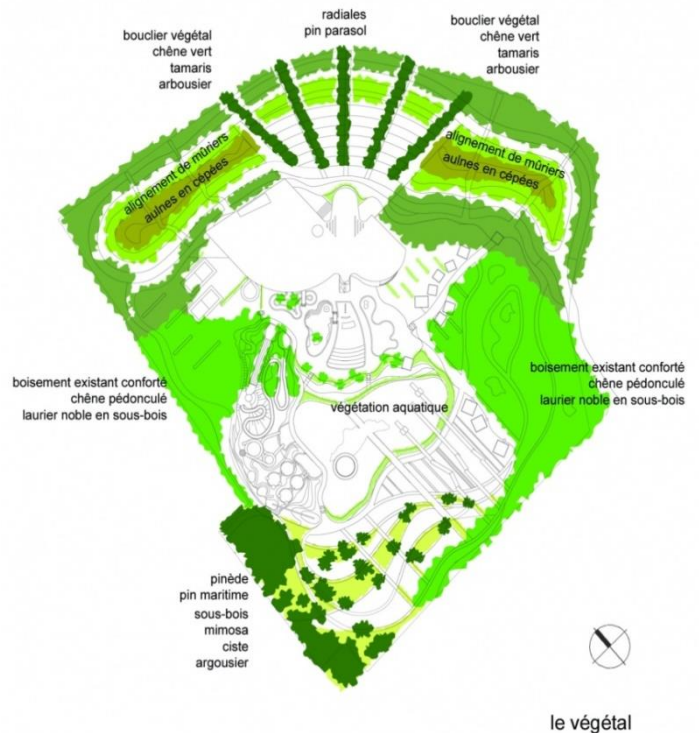 radiales
pin parasol
bouclier végétal
chêne vert
tamaris
arbousier
bouclier végétal
chêne vert
tamaris
arbousier
alignement de mûriers
aulnes en cépées
alignement de mûriers
aulnes en cépées
boisement existant conforté
chêne pédonculé
laurier noble en sous-bois
boisement existant conforté
chêne pédonculé
laurier noble en sous-bois
végétation aquatique
pinède
pin maritime
sous-bois
mimosa
ciste
argousier
le végétal